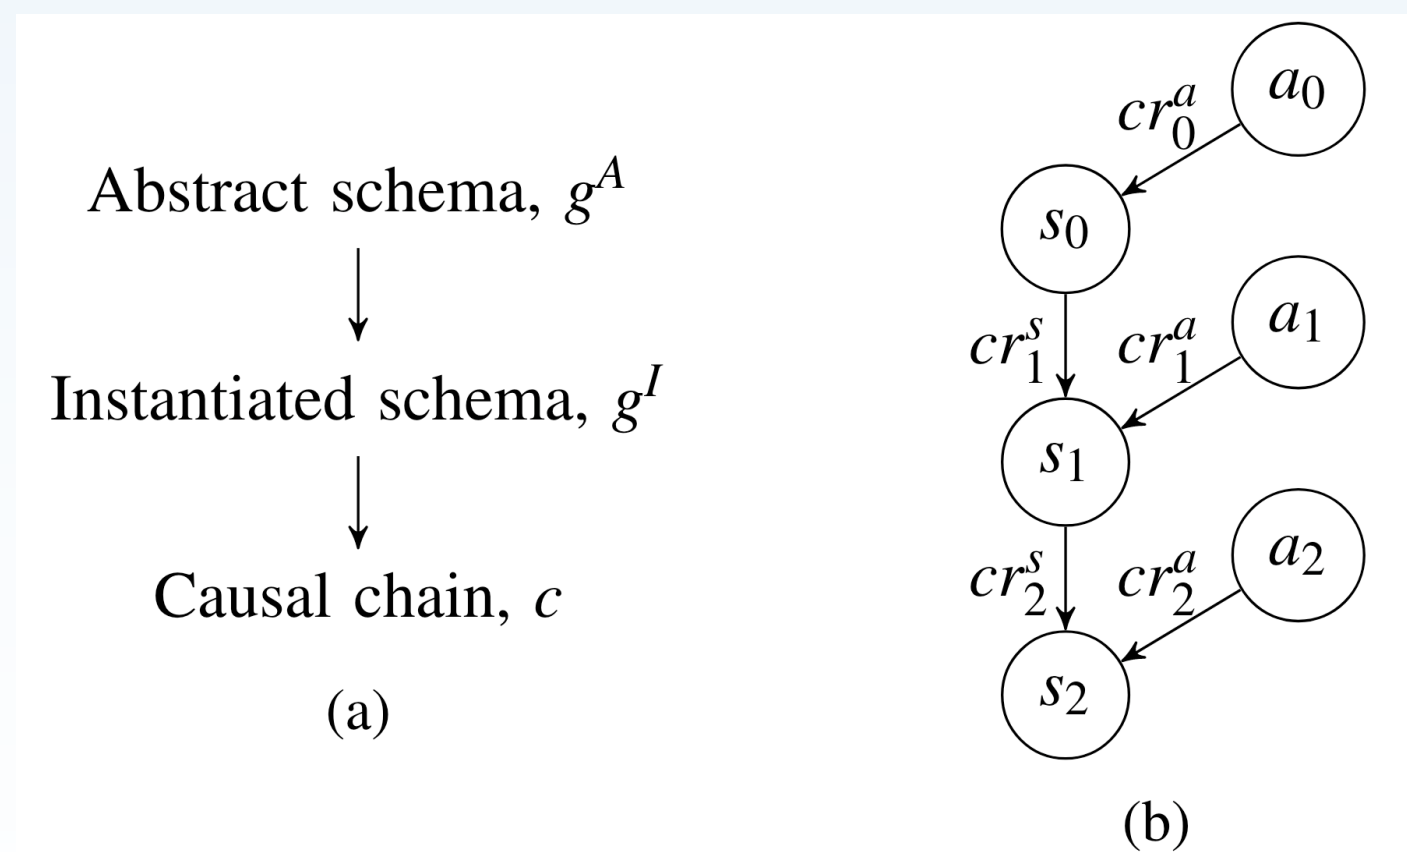 Abstract schema, g^A
Instantiated schema, g^I
Causal chain, c
(a)
a_0
cr_0^a
s_0
a_1
cr_1^s
cr_1^a
s_1
a_2
cr_2^s
cr_2^a
s_2
(b)